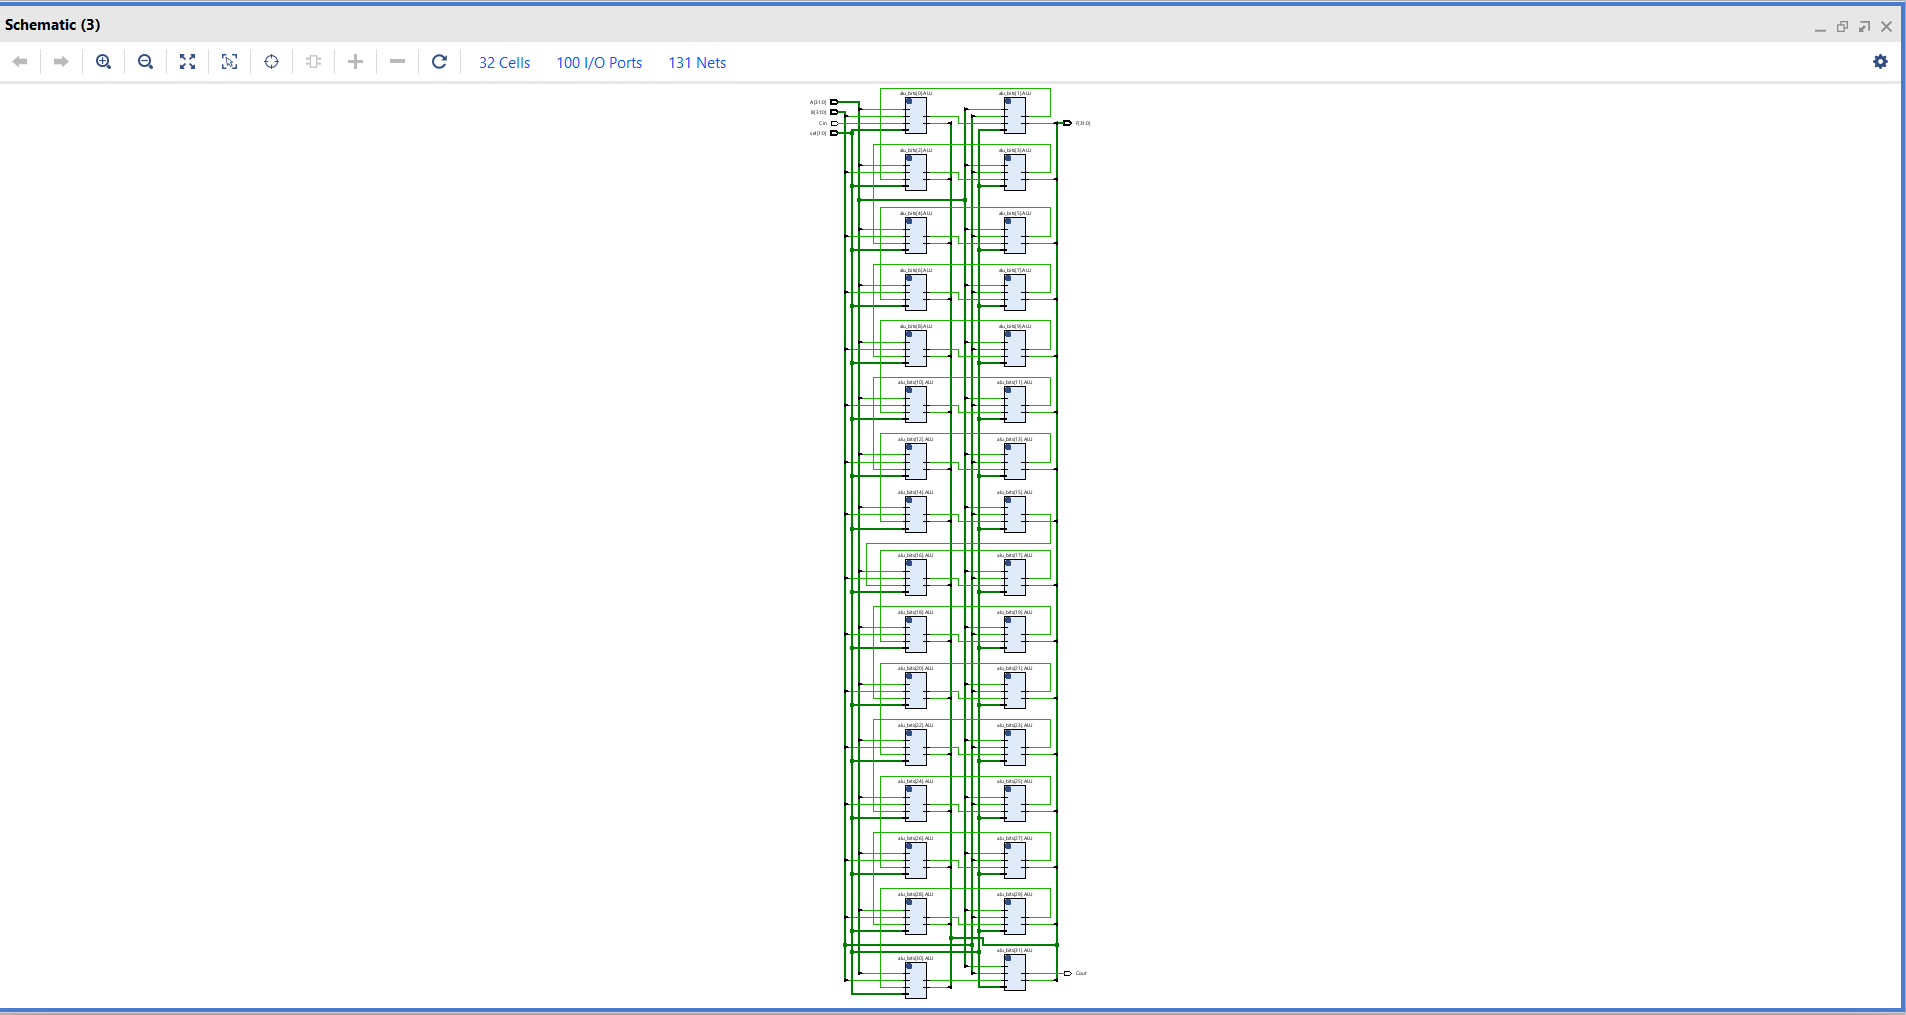 Schematic (3)
32 Cells 100 I/O Ports 131 Nets
alu_bits[0].ALU alu_bits[1].ALU
A[31:0]
B[31:0]
Cin
sel[1:0]
alu_bits[2].ALU alu_bits[3].ALU
alu_bits[4].ALU alu_bits[5].ALU
alu_bits[6].ALU alu_bits[7].ALU
alu_bits[8].ALU alu_bits[9].ALU
alu_bits[10].ALU alu_bits[11].ALU
alu_bits[12].ALU alu_bits[13].ALU
alu_bits[14].ALU alu_bits[15].ALU
alu_bits[16].ALU alu_bits[17].ALU
alu_bits[18].ALU alu_bits[19].ALU
alu_bits[20].ALU alu_bits[21].ALU
alu_bits[22].ALU alu_bits[23].ALU
alu_bits[24].ALU alu_bits[25].ALU
alu_bits[26].ALU alu_bits[27].ALU
alu_bits[28].ALU alu_bits[29].ALU
alu_bits[30].ALU alu_bits[31].ALU
Cout